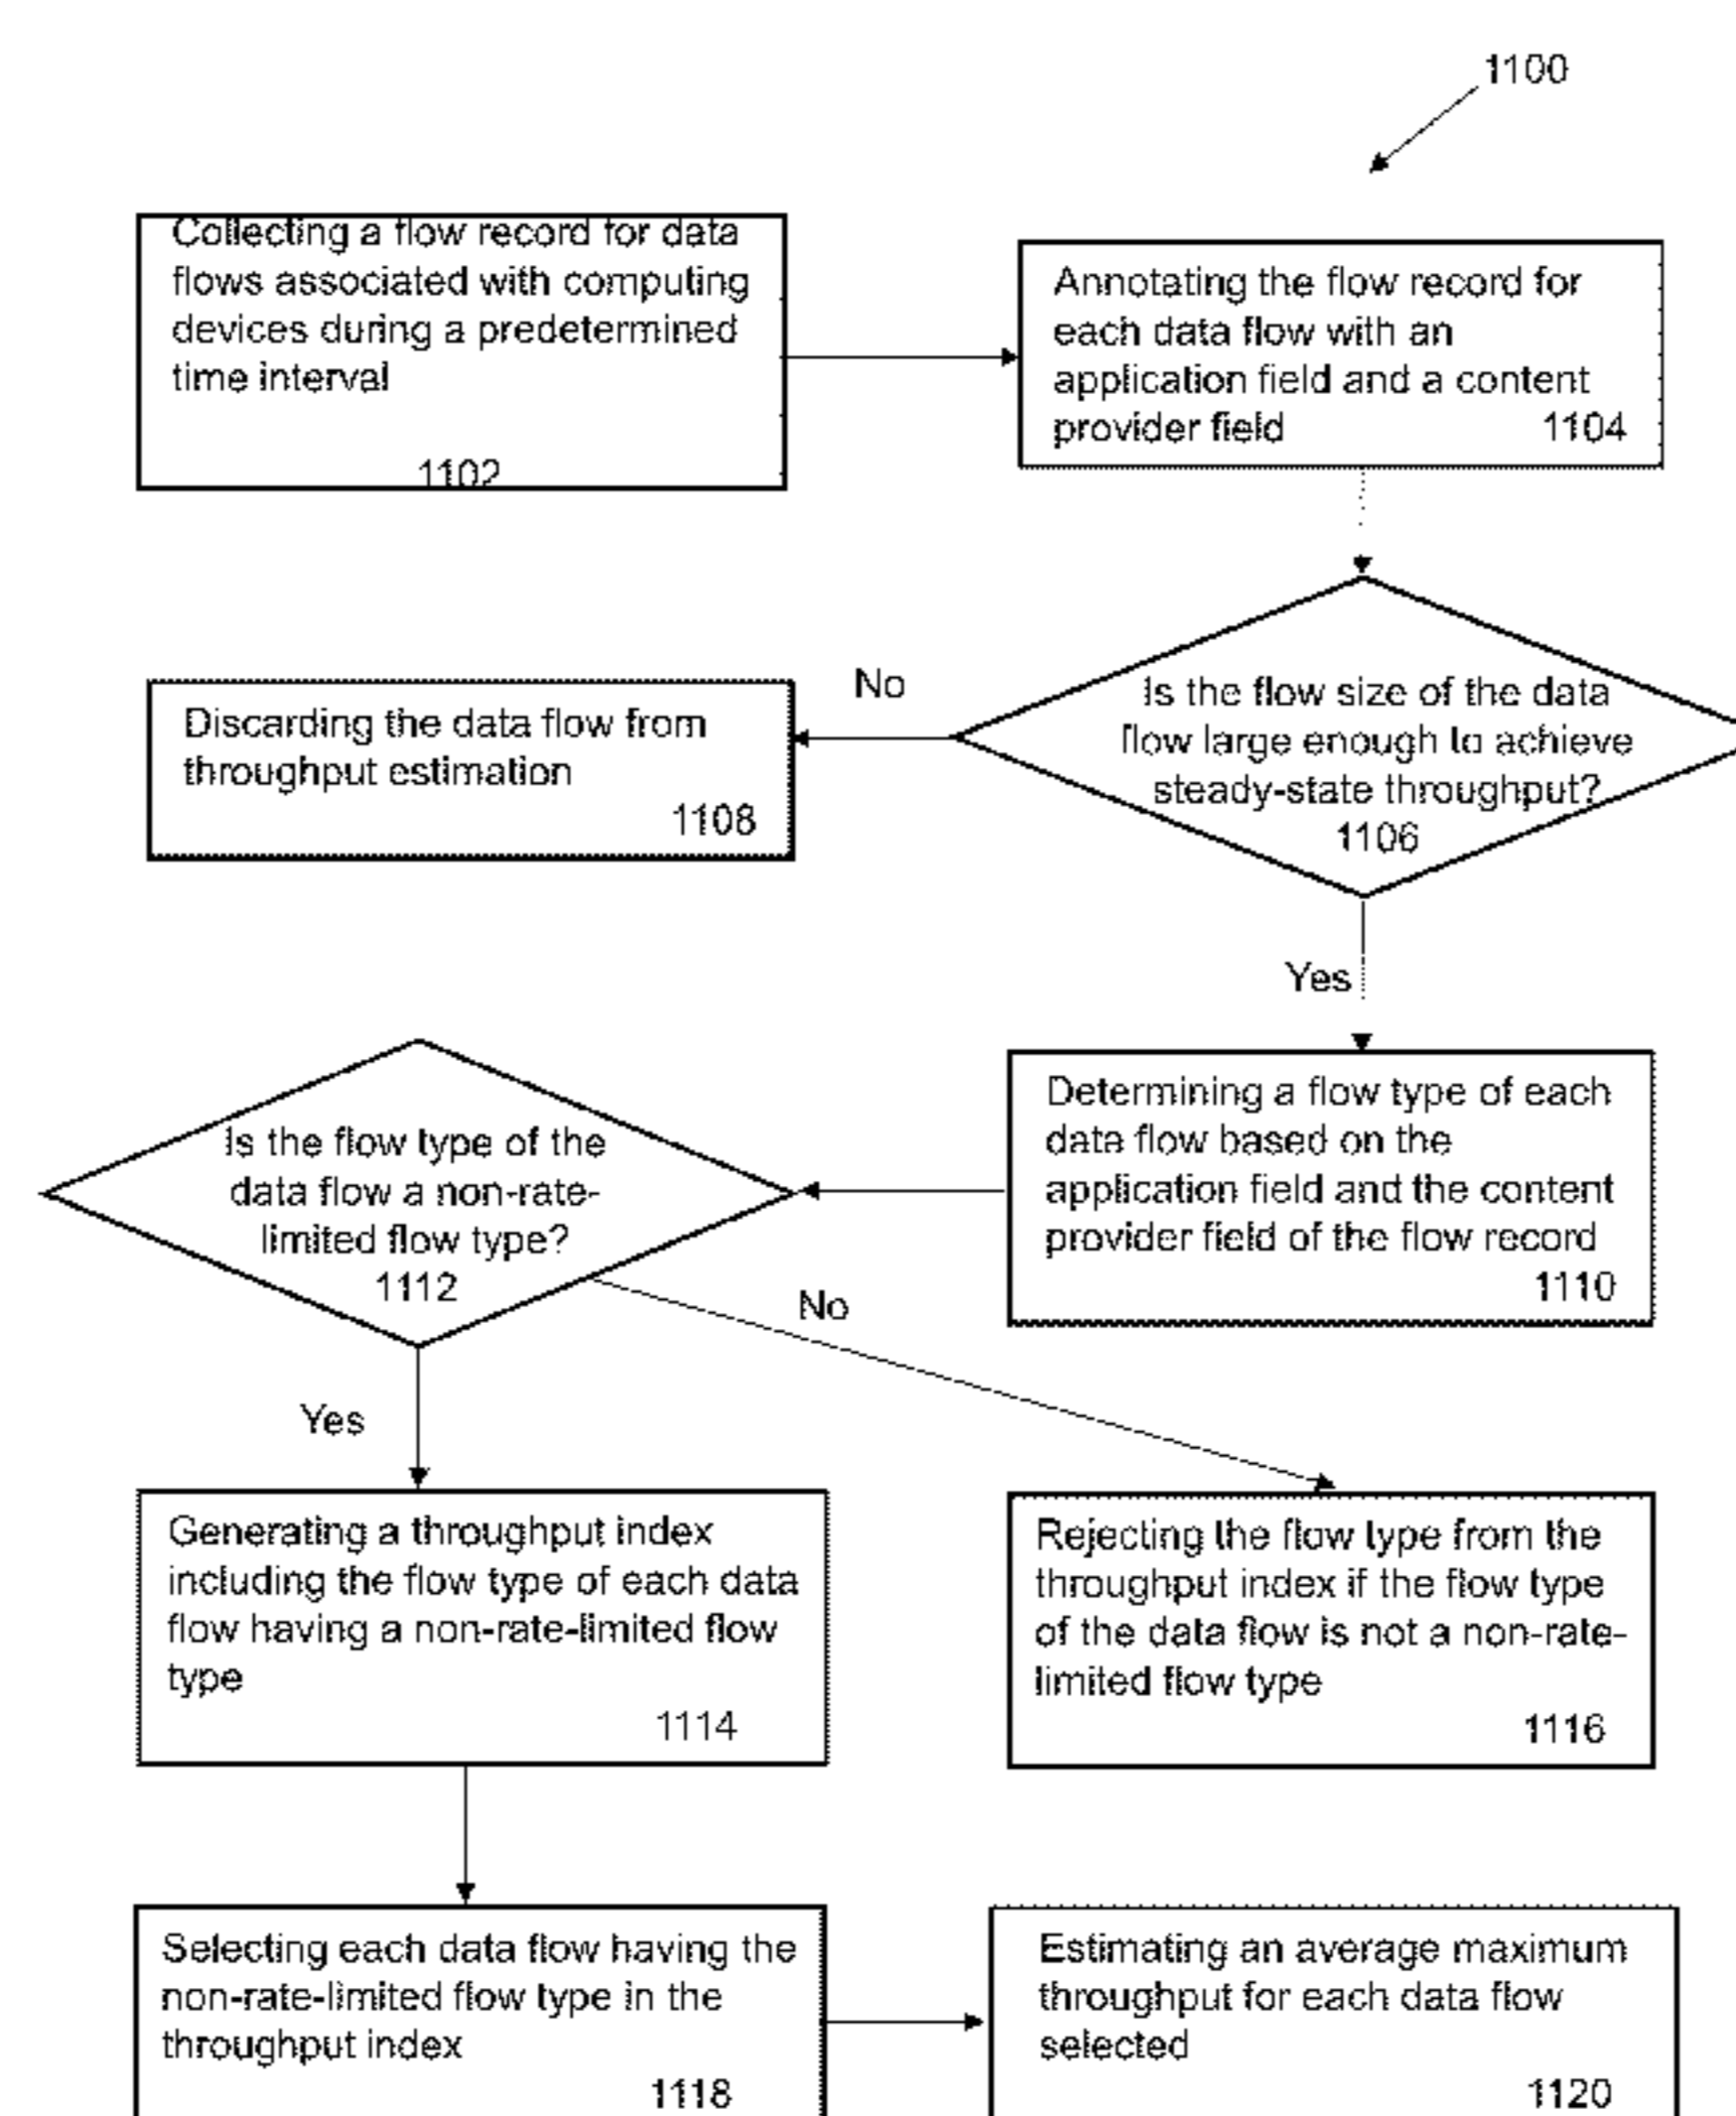 1100
Collecting a flow record for data
flows associated with computing
devices during a predetermined
time interval
1102
Annotating the flow record for
each data flow with an
application field and a content
provider field 1104
Is the flow size of the data
flow large enough to achieve
steady-state throughput?
1106
No
Discarding the data flow from
throughput estimation
1108
Yes
Determining a flow type of each
data flow based on the
application field and the content
provider field of the flow record
1110
Is the flow type of the
data flow a non-rate-
limited flow type?
1112
No
Yes
Generating a throughput index
including the flow type of each data
flow having a non-rate-limited flow
type
1114
Rejecting the flow type from the
throughput index if the flow type
of the data flow is not a non-rate-
limited flow type
1116
Selecting each data flow having the
non-rate-limited flow type in the
throughput index
1118
Estimating an average maximum
throughput for each data flow
selected
1120